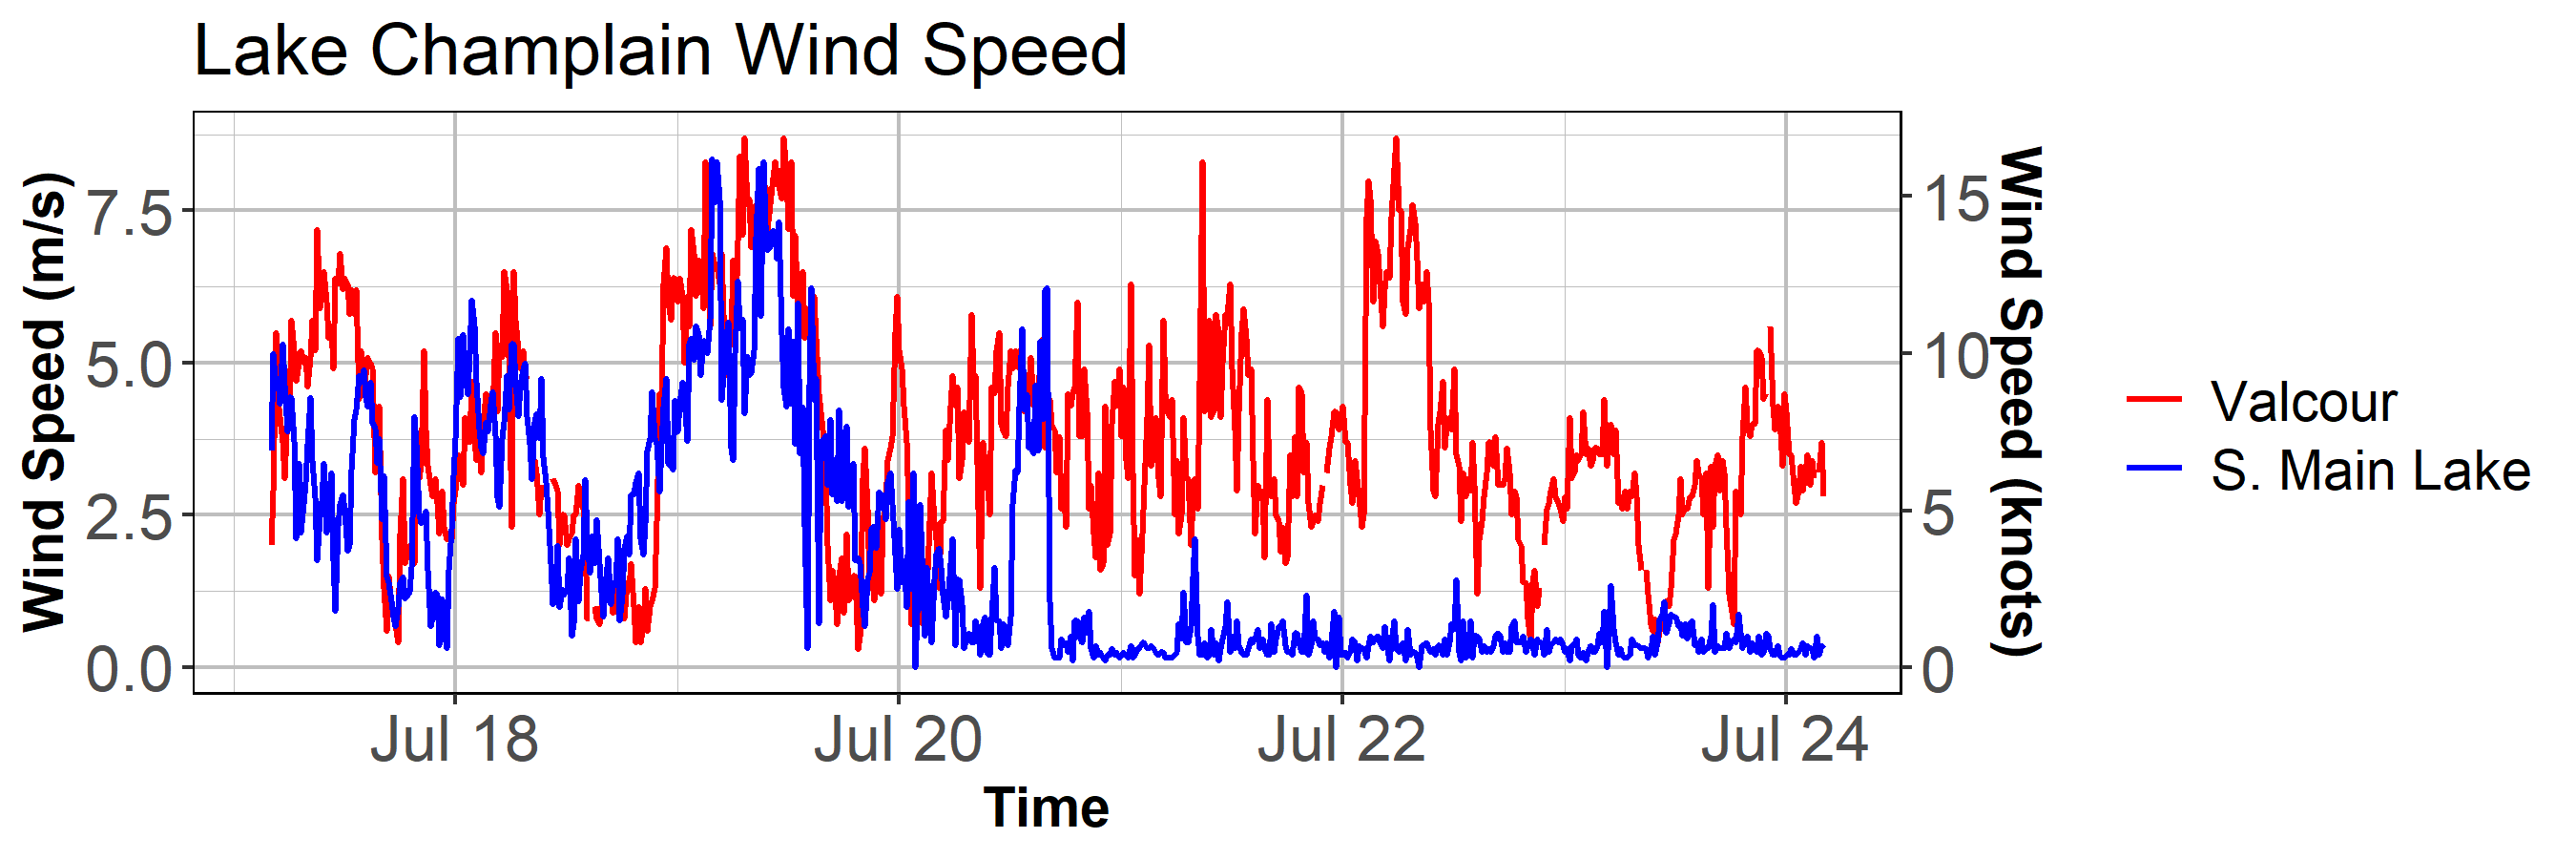 Lake Champlain Wind Speed
Wind Speed (m/s)
7.5
5.0
2.5
0.0
15
10
5
0
Wind Speed (knots)
Jul 18
Jul 20
Jul 22
Jul 24
Time
Valcour
S. Main Lake